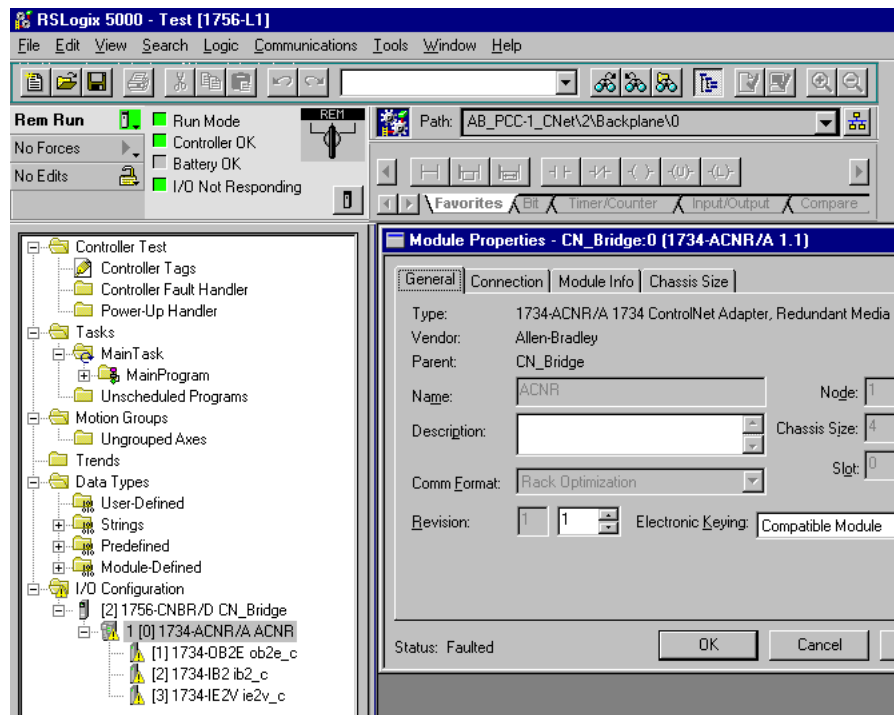 RSLogix 5000 - Test [1756-L1]
File Edit View Search Logic Communications Tools Window Help
Rem Run
No Forces
No Edits
Run Mode
Controller OK
Battery OK
I/O Not Responding
REM
Path: AB_PCC-1_CNet\2\Backplane\0
Favorites Bit Timer/Counter Input/Output Compare
Controller Test
Controller Tags
Controller Fault Handler
Power-Up Handler
Tasks
MainTask
MainProgram
Unscheduled Programs
Motion Groups
Ungrouped Axes
Trends
Data Types
User-Defined
Strings
Predefined
Module-Defined
I/O Configuration
[2] 1756-CNBR/D CN_Bridge
1 [0] 1734-ACNR/A ACNR
[1] 1734-OB2E ob2e_c
[2] 1734-IB2 ib2_c
[3] 1734-IE2V ie2v_c
Module Properties - CN_Bridge:0 (1734-ACNR/A 1.1)
General Connection Module Info Chassis Size
Type: 1734-ACNR/A 1734 ControlNet Adapter, Redundant Media
Vendor: Allen-Bradley
Parent: CN_Bridge
Name: ACNR Node: 1
Description: Chassis Size: 4
Slot: 0
Comm Format: Rack Optimization
Revision: 1 1 Electronic Keying: Compatible Module
Status: Faulted OK Cancel